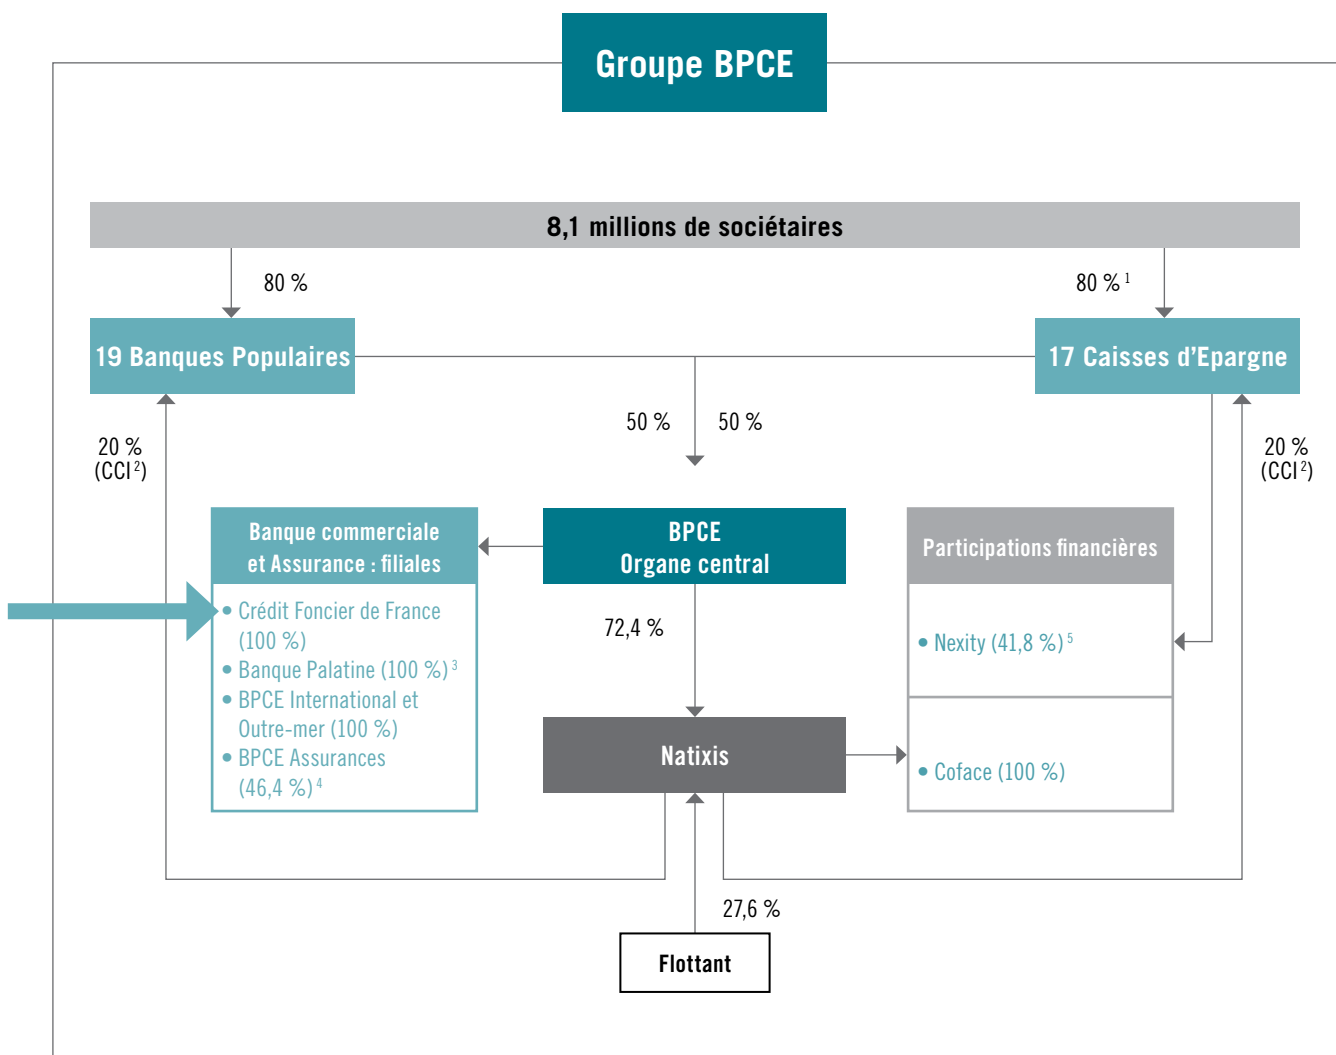 Groupe BPCE
8,1 millions de sociétaires
80 %
80 % 1
19 Banques Populaires
17 Caisses d'Epargne
50 %
50 %
20 %
(CCI 2)
20 %
(CCI 2)
Banque commerciale
et Assurance : filiales
BPCE
Organe central
Participations financières
• Crédit Foncier de France
(100 %)
• Banque Palatine (100 %) 3
• BPCE International et
Outre-mer (100 %)
• BPCE Assurances
(46,4 %) 4
72,4 %
• Nexity (41,8 %) 5
Natixis
• Coface (100 %)
27,6 %
Flottant